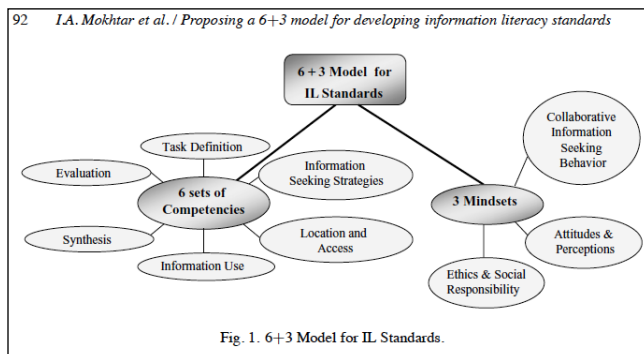 92 I.A. Mokhtar et al. / Proposing a 6+3 model for developing information literacy standards
6 + 3 Model for
IL Standards
Collaborative
Information
Seeking
Behavior
Task Definition
Evaluation
Information
Seeking Strategies
6 sets of
Competencies
3 Mindsets
Synthesis
Location and
Access
Attitudes &
Perceptions
Information Use
Ethics & Social
Responsibility
Fig. 1. 6+3 Model for IL Standards.